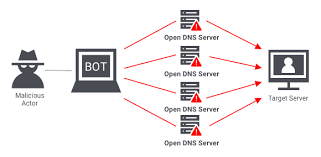 Open DNS Server
BOT
Open DNS Server
Malicious
Actor
Open DNS Server
Target Server
Open DNS Server